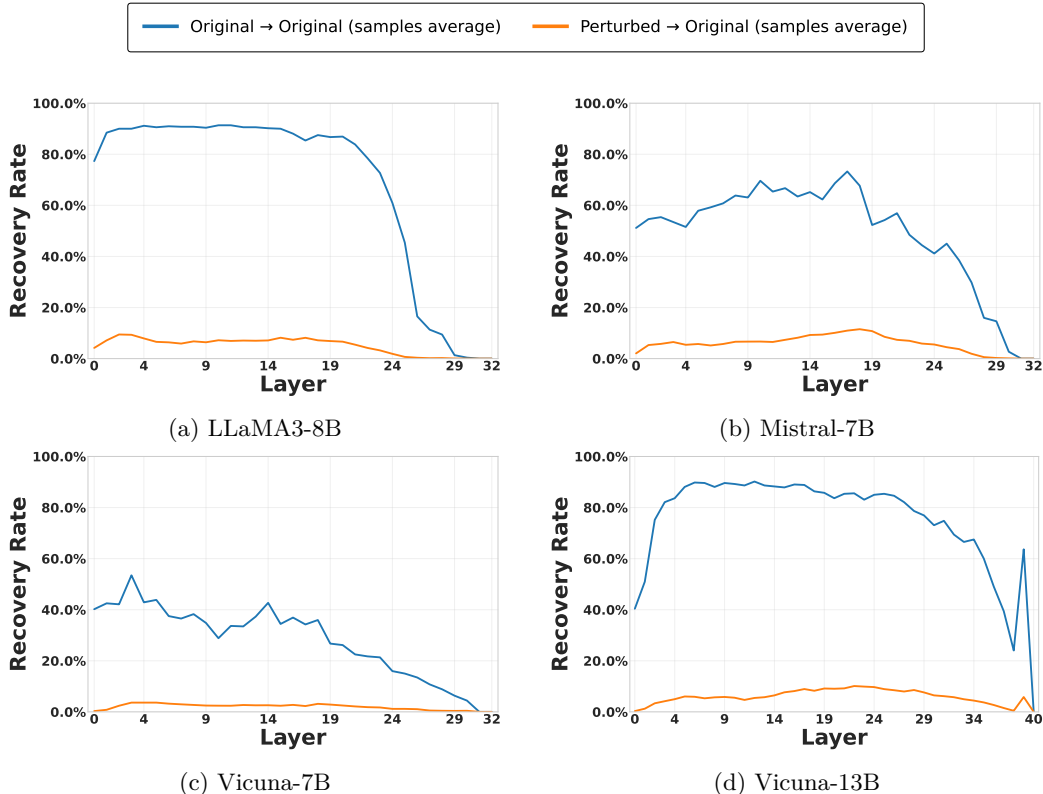 Original → Original (samples average) Perturbed → Original (samples average)
100.0% 80.0% 60.0% 40.0% 20.0% 0.0%
Recovery Rate
0 4 9 14 19 24 29 32
Layer
(a) LLaMA3-8B
100.0% 80.0% 60.0% 40.0% 20.0% 0.0%
Recovery Rate
0 4 9 14 19 24 29 32
Layer
(b) Mistral-7B
100.0% 80.0% 60.0% 40.0% 20.0% 0.0%
Recovery Rate
0 4 9 14 19 24 29 32
Layer
(c) Vicuna-7B
100.0% 80.0% 60.0% 40.0% 20.0% 0.0%
Recovery Rate
0 4 9 14 19 24 29 34 40
Layer
(d) Vicuna-13B